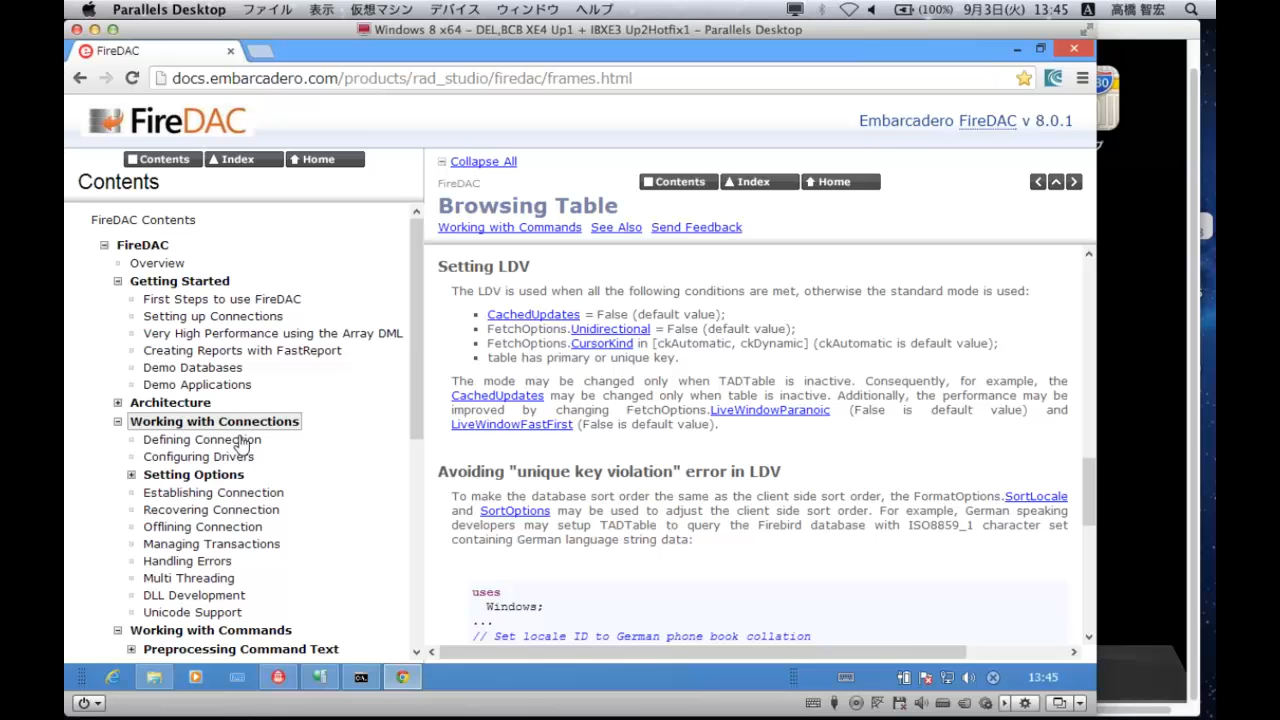 Parallels Desktop ファイル 表示 仮想マシン デバイス ウィンドウ ヘルプ (100%) 9月3日(火) 13:45 A 高橋 智宏
Windows 8 x64 – DEL,BCB XE4 Up1 + IBXE3 Up2Hotfix1 – Parallels Desktop
FireDAC
docs.embarcadero.com/products/rad_studio/firedac/frames.html
FireDAC
Embarcadero FireDAC v 8.0.1
Contents Index Home
Contents
FireDAC Contents
FireDAC
Overview
Getting Started
First Steps to use FireDAC
Setting up Connections
Very High Performance using the Array DML
Creating Reports with FastReport
Demo Databases
Demo Applications
Architecture
Working with Connections
Defining Connection
Configuring Drivers
Setting Options
Establishing Connection
Recovering Connection
Offlining Connection
Managing Transactions
Handling Errors
Multi Threading
DLL Development
Unicode Support
Working with Commands
Preprocessing Command Text
Collapse All
FireDAC
Contents Index Home
Browsing Table
Working with Commands See Also Send Feedback
Setting LDV
The LDV is used when all the following conditions are met, otherwise the standard mode is used:
CachedUpdates = False (default value);
FetchOptions.Unidirectional = False (default value);
FetchOptions.CursorKind in [ckAutomatic, ckDynamic] (ckAutomatic is default value);
table has primary or unique key.
The mode may be changed only when TADTable is inactive. Consequently, for example, the
CachedUpdates may be changed only when table is inactive. Additionally, the performance may be
improved by changing FetchOptions.LiveWindowParanoic (False is default value) and
LiveWindowFastFirst (False is default value).
Avoiding "unique key violation" error in LDV
To make the database sort order the same as the client side sort order, the FormatOptions.SortLocale
and SortOptions may be used to adjust the client side sort order. For example, German speaking
developers may setup TADTable to query the Firebird database with ISO8859_1 character set
containing German language string data:
uses
Windows;
...
// Set locale ID to German phone book collation
13:45